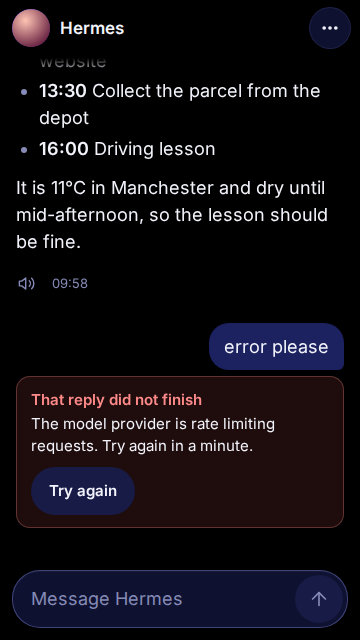 Hermes
website
13:30 Collect the parcel from the
depot
16:00 Driving lesson
It is 11°C in Manchester and dry until
mid-afternoon, so the lesson should
be fine.
09:58
error please
That reply did not finish
The model provider is rate limiting
requests. Try again in a minute.
Try again
Message Hermes